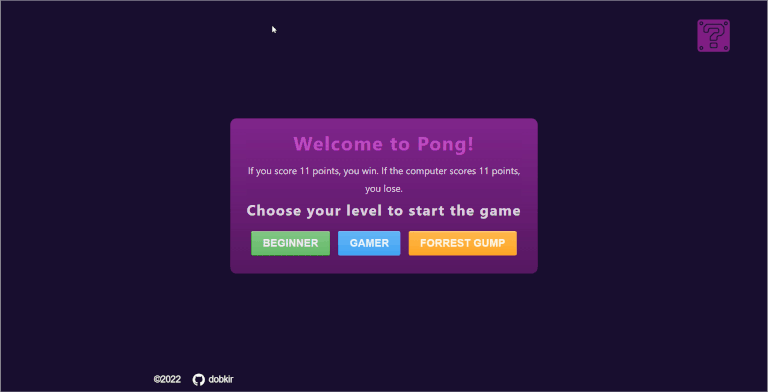 ?
Welcome to Pong!
If you score 11 points, you win. If the computer scores 11 points,
you lose.
Choose your level to start the game
BEGINNER GAMER FORREST GUMP
©2022 dobkir